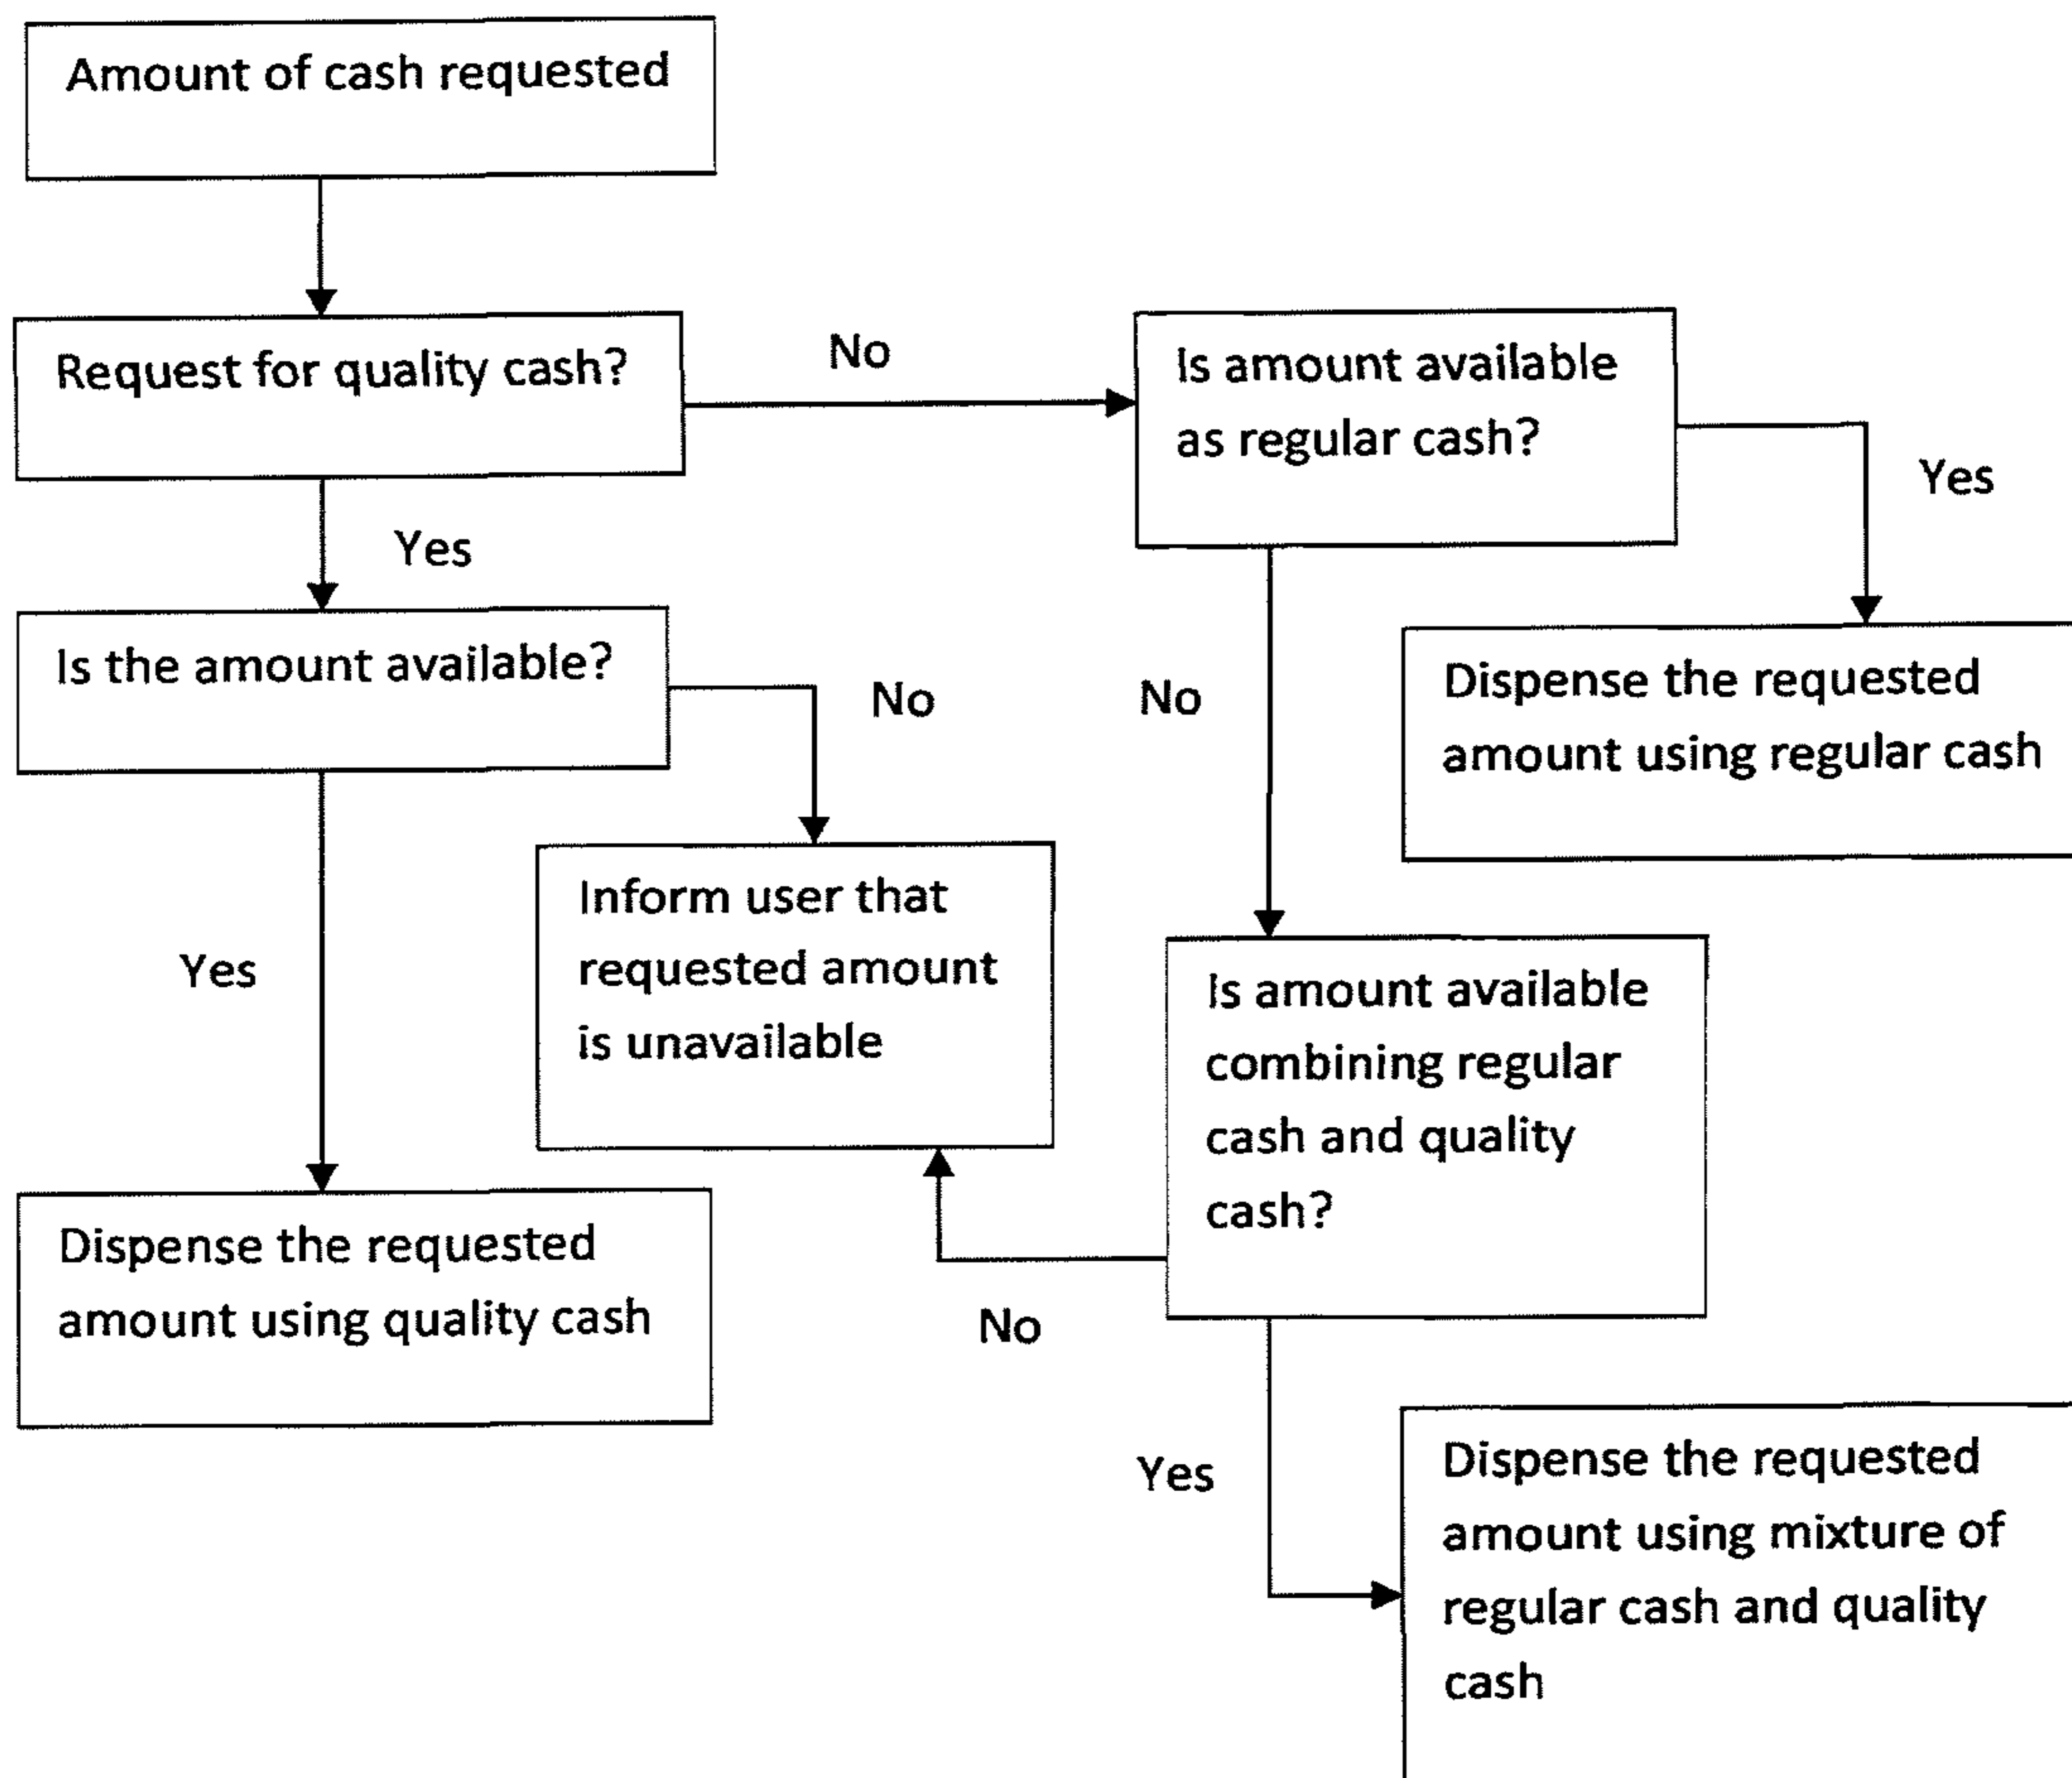 Amount of cash requested
Request for quality cash?
No
Is amount available
as regular cash?
Yes
Yes
Is the amount available?
No
No
Dispense the requested
amount using regular cash
Inform user that
requested amount
is unavailable
Yes
Is amount available
combining regular
cash and quality
cash?
Dispense the requested
amount using quality cash
No
Yes
Dispense the requested
amount using mixture of
regular cash and quality
cash